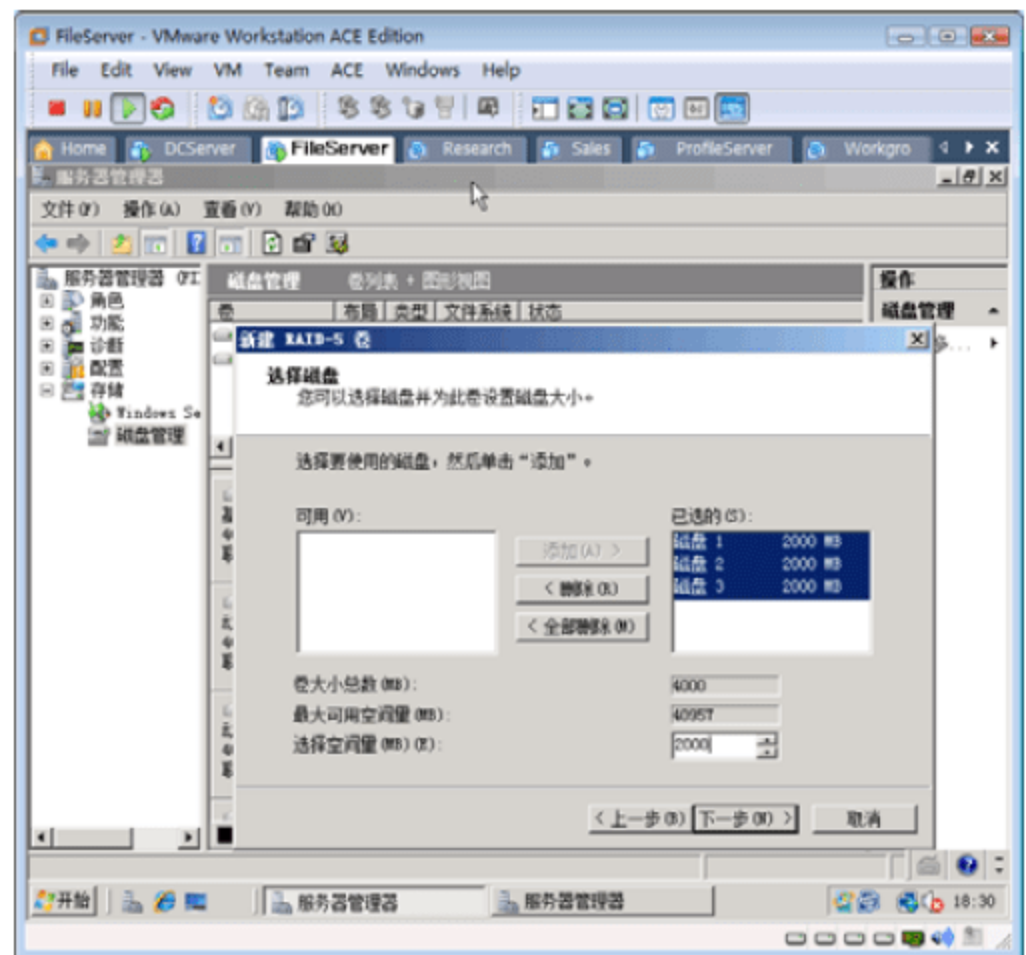 FileServer - VMware Workstation ACE Edition
File Edit View VM Team ACE Windows Help
Home DCServer FileServer Research Sales ProfileServer Workgro
服务器管理器
文件(F) 操作(A) 查看(V) 帮助(H)
服务器管理器 (FI
磁盘管理 卷列表 + 图形视图
操作
角色
卷 布局 类型 文件系统 状态
磁盘管理
功能
新建 RAID-5 卷
诊断
配置
选择磁盘
存储
您可以选择磁盘并为此卷设置磁盘大小。
Windows Se
磁盘管理
选择要使用的磁盘，然后单击“添加”。
可用(V):
已选的(S):
添加(A) >
磁盘 1 2000 MB
磁盘 2 2000 MB
磁盘 3 2000 MB
< 删除(R)
< 全部删除(M)
卷大小总数(MB): 4000
最大可用空间量(MB): 40957
选择空间量(MB)(E): 2000
< 上一步(B) 下一步(N) > 取消
开始 服务器管理器 服务器管理器 18:30